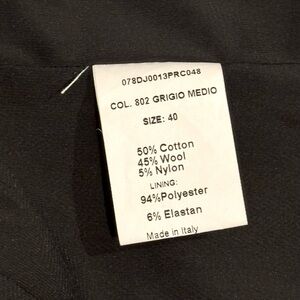 078DJ0013PRC048
COL. 802 GRIGIO MEDIO
SIZE: 40
50% Cotton
45% Wool
5% Nylon
LINING:
94%Polyester
6% Elastan
Made in Italy